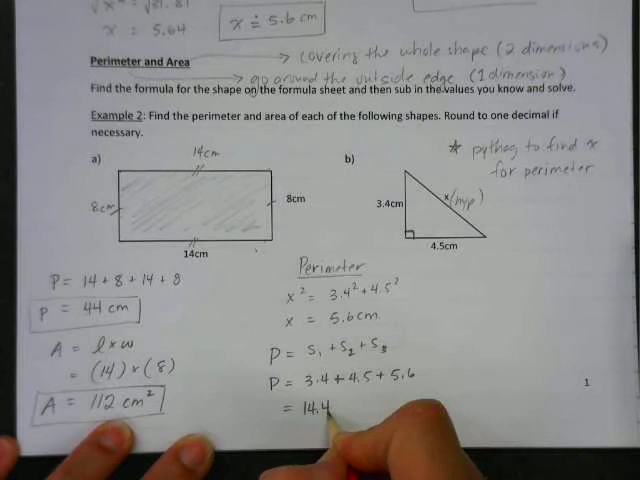 √x² = √31.81
x = 5.64
x ≐ 5.6 cm
Perimeter and Area → covering the whole shape (2 dimensions)
→ go around the outside edge (1 dimension)
Find the formula for the shape on the formula sheet and then sub in the values you know and solve.
Example 2: Find the perimeter and area of each of the following shapes. Round to one decimal if
necessary.
a)
14cm
8cm
8cm
14cm
P = 14 + 8 + 14 + 8
P = 44 cm
A = l x w
= (14) x (8)
A = 112 cm²
b)
* pythag to find x
for perimeter
3.4cm
x (hyp)
4.5cm
Perimeter
x² = 3.4² + 4.5²
x = 5.6 cm
P = S₁ + S₂ + S₃
P = 3.4 + 4.5 + 5.6
= 14.4
1